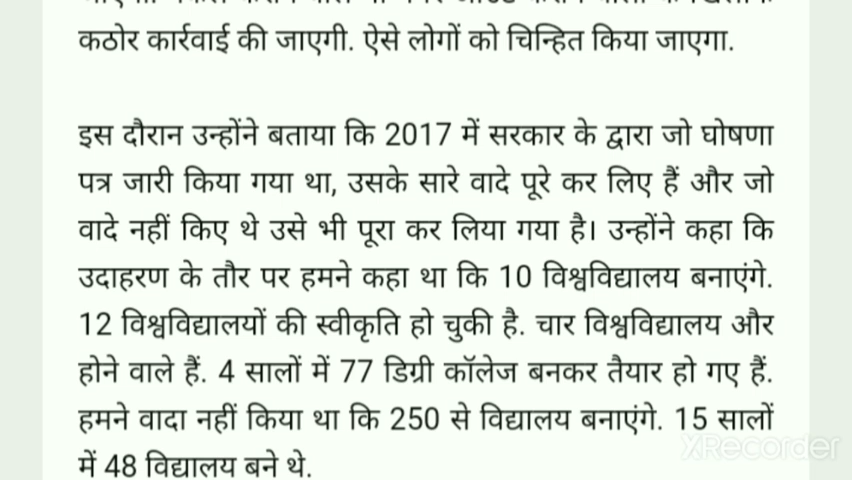 कठोर कार्रवाई की जाएगी. ऐसे लोगों को चिन्हित किया जाएगा.
इस दौरान उन्होंने बताया कि 2017 में सरकार के द्वारा जो घोषणा
पत्र जारी किया गया था, उसके सारे वादे पूरे कर लिए हैं और जो
वादे नहीं किए थे उसे भी पूरा कर लिया गया है। उन्होंने कहा कि
उदाहरण के तौर पर हमने कहा था कि 10 विश्वविद्यालय बनाएंगे.
12 विश्वविद्यालयों की स्वीकृति हो चुकी है. चार विश्वविद्यालय और
होने वाले हैं. 4 सालों में 77 डिग्री कॉलेज बनकर तैयार हो गए हैं.
हमने वादा नहीं किया था कि 250 से विद्यालय बनाएंगे. 15 सालों
में 48 विद्यालय बने थे.
XRecorder